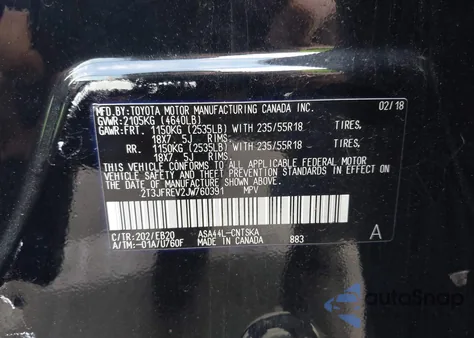 MFD.BY:TOYOTA MOTOR MANUFACTURING CANADA INC. 02/18
GVWR:2105KG (4640LB)
GAWR:FRT. 1150KG (2535LB) WITH 235/55R18 TIRES,
18X7 5J RIMS:
RR. 1150KG (2535LB) WITH 235/55R18 TIRES,
18X7 5J RIMS:
THIS VEHICLE CONFORMS TO ALL APPLICABLE FEDERAL MOTOR
VEHICLE SAFETY AND THEFT PREVENTION STANDARDS IN
EFFECT ON THE DATE OF MANUFACTURE SHOWN ABOVE.
2T3JFREV2JW760391 MPV
C/TR:202/EB20 ASA44L-CNTSKA A
A/TM:-01A/U760F MADE IN CANADA 883
autoSnap